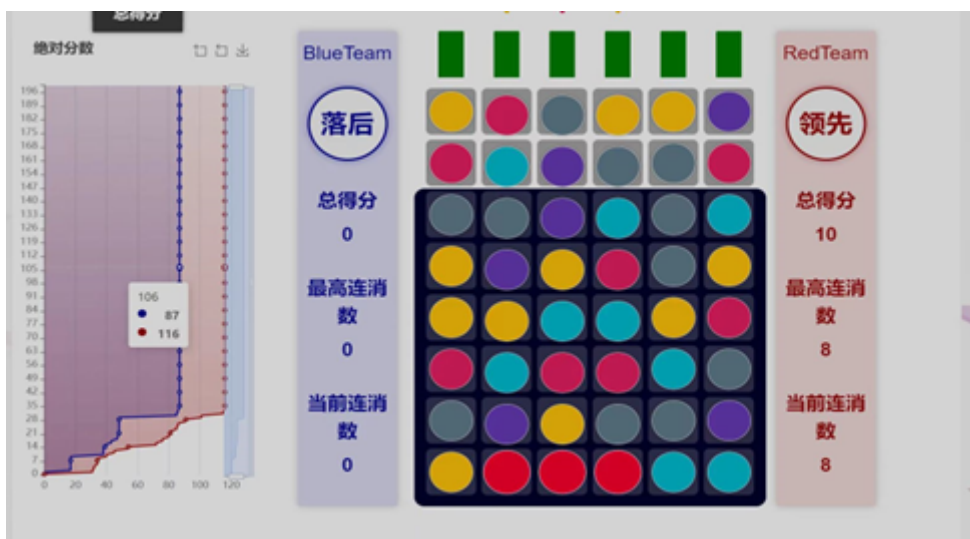 总得分
绝对分数
196
189
182
175
168
161
154
147
140
133
126
119
112
105
98
91
84
77
70
63
56
49
42
35
28
21
14
7
0
0 20 40 60 80 100 120
106
87
116
BlueTeam
落后
总得分
0
最高连消
数
0
当前连消
数
0
RedTeam
领先
总得分
10
最高连消
数
8
当前连消
数
8